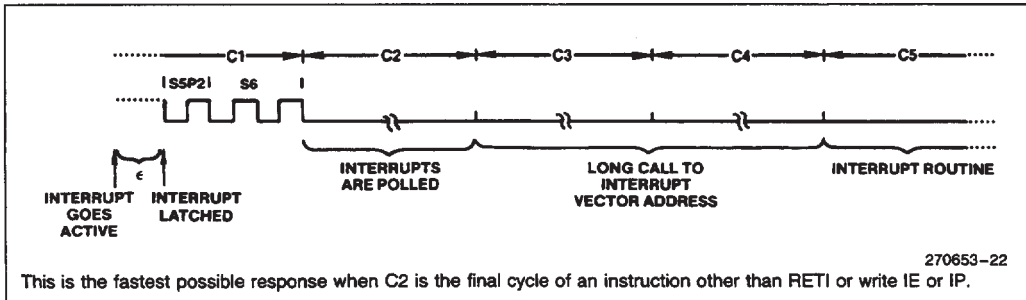 C1 C2 C3 C4 C5
S5P2 S6
ε
INTERRUPT GOES ACTIVE
INTERRUPT LATCHED
INTERRUPTS ARE POLLED
LONG CALL TO INTERRUPT VECTOR ADDRESS
INTERRUPT ROUTINE
270653-22
This is the fastest possible response when C2 is the final cycle of an instruction other than RETI or write IE or IP.